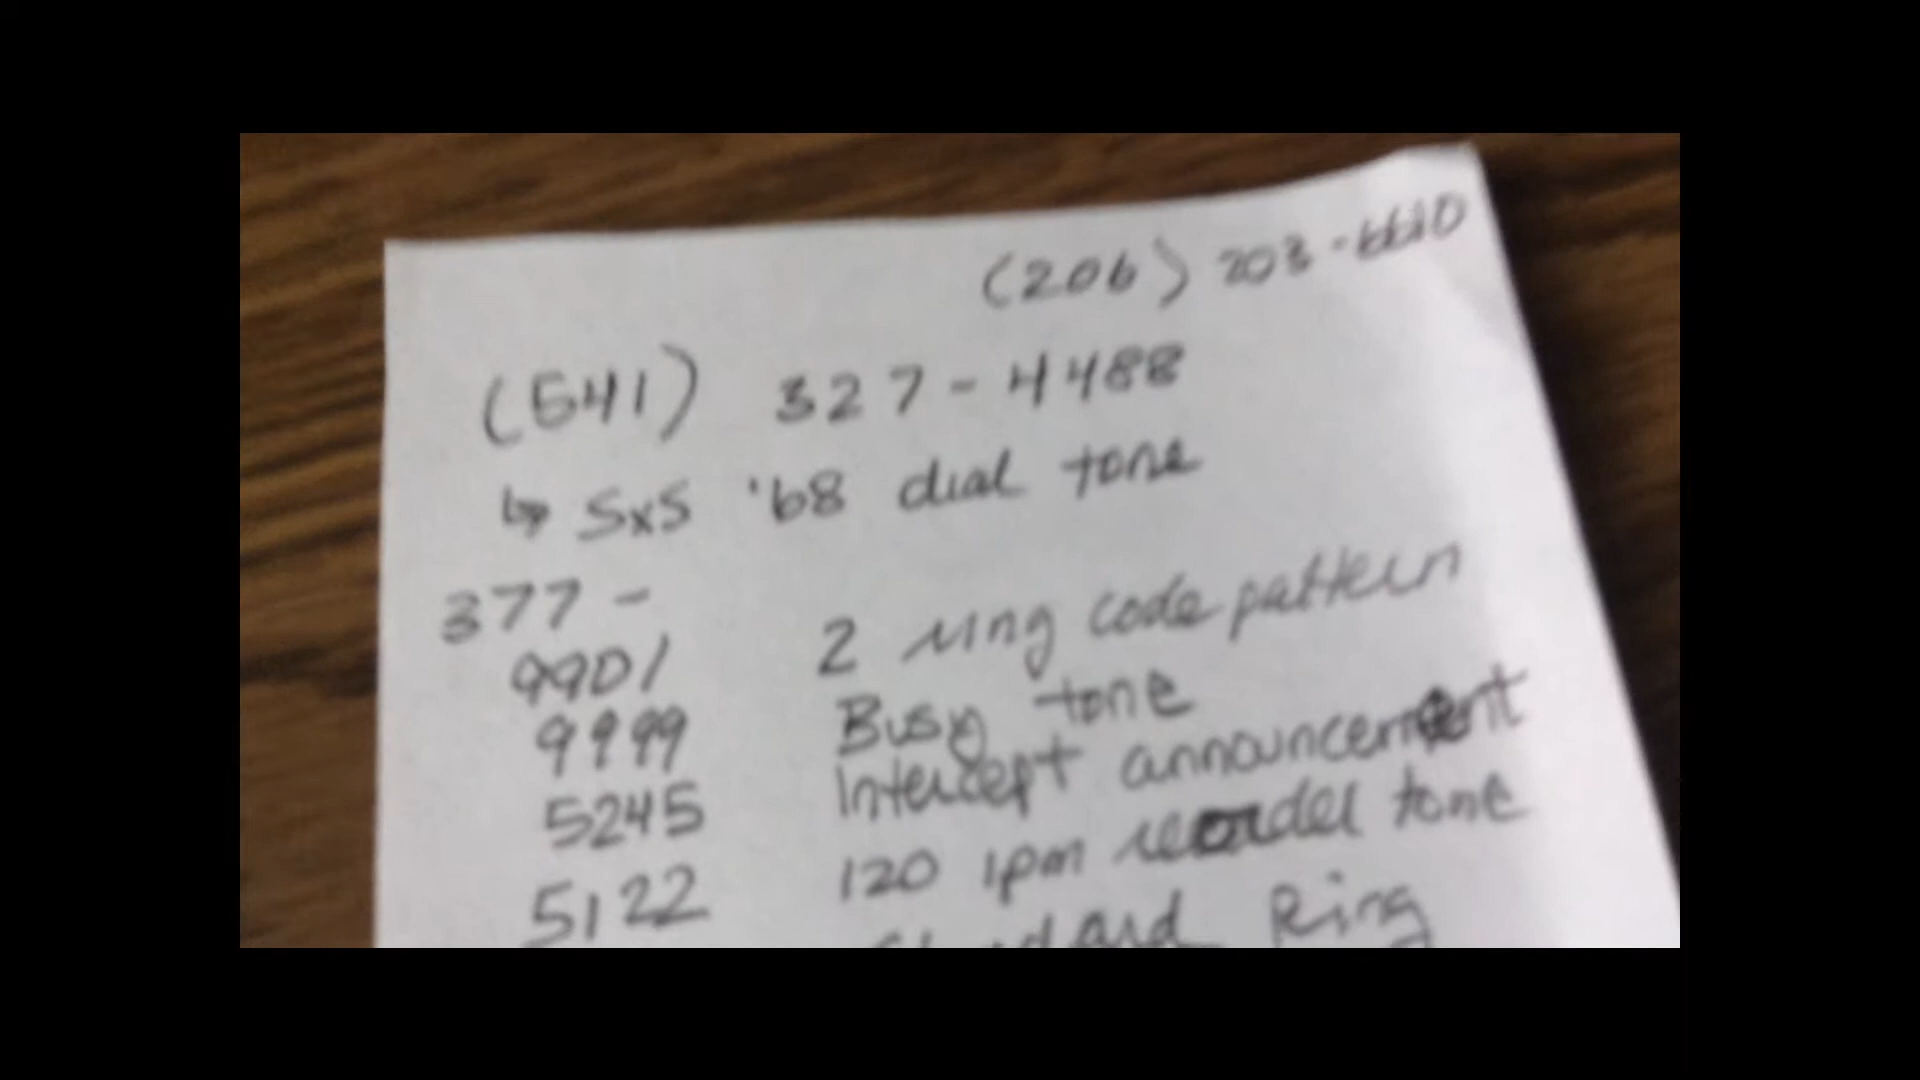 (206) 203-
(541) 327-4488
↳ SxS '68 dial tone
377-
9901 2 ring code pattern
9999 Busy tone
5245 Intercept announcement
5122 120 ipm reorder tone
Ring